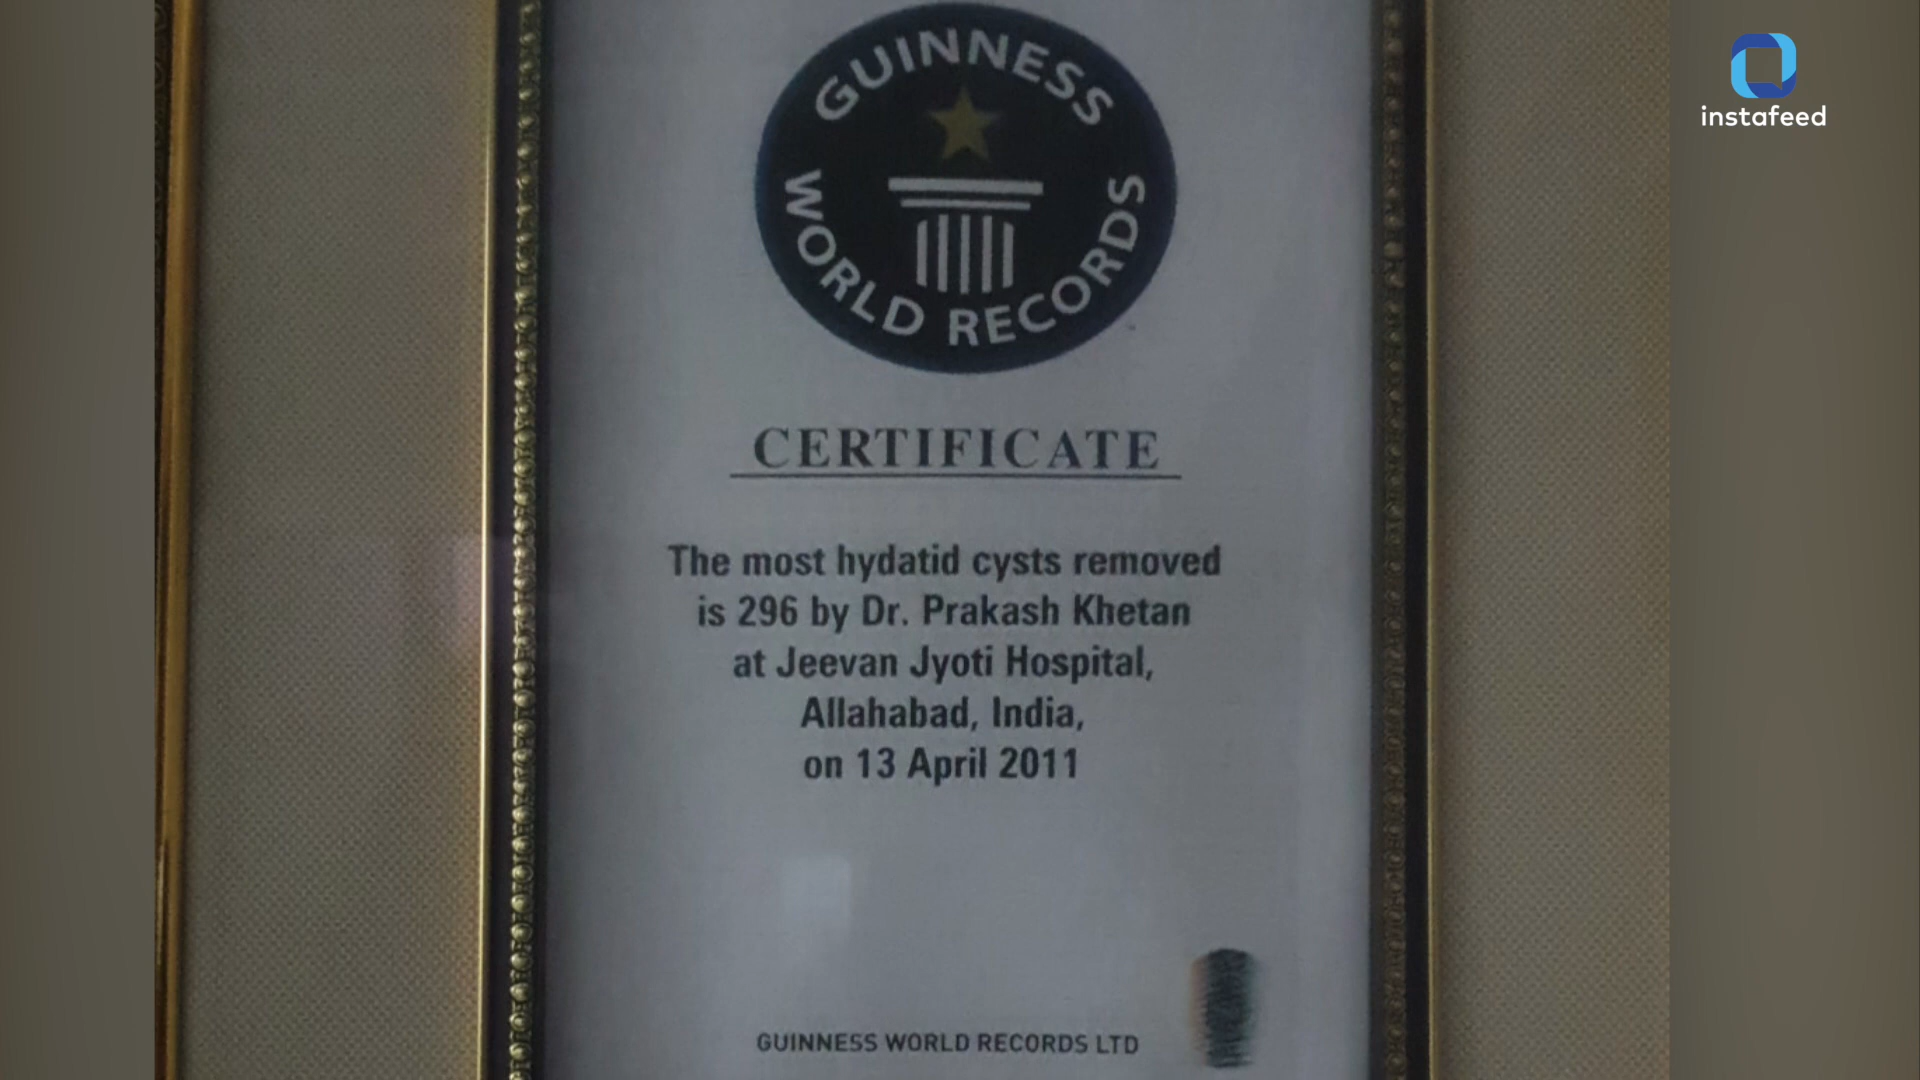 instafeed
GUINNESS
WORLD RECORDS
CERTIFICATE
The most hydatid cysts removed
is 296 by Dr. Prakash Khetan
at Jeevan Jyoti Hospital,
Allahabad, India,
on 13 April 2011
GUINNESS WORLD RECORDS LTD